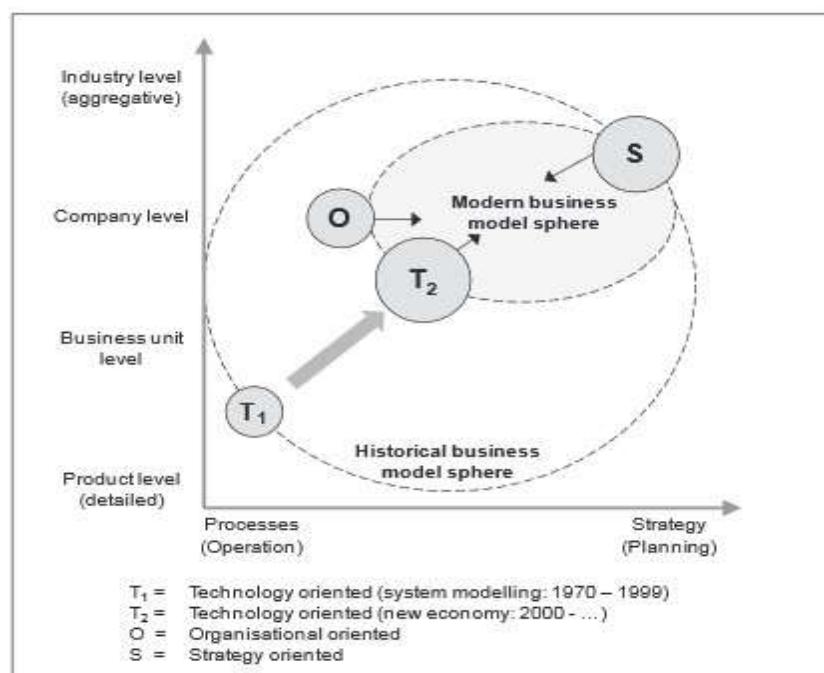 Industry level
(aggregative)
S
Modern business
model sphere
Company level
O
T₂
Business unit
level
T₁
Historical business
model sphere
Product level
(detailed)
Processes
(Operation)
Strategy
(Planning)
T₁ = Technology oriented (system modelling: 1970 – 1999)
T₂ = Technology oriented (new economy: 2000 - ...)
O = Organisational oriented
S = Strategy oriented